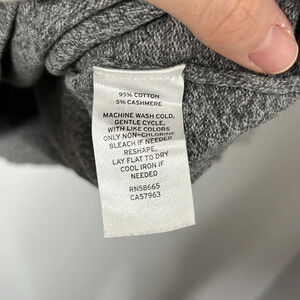 95% COTTON
5% CASHMERE
MACHINE WASH COLD,
GENTLE CYCLE,
WITH LIKE COLORS
ONLY NON-CHLORINE
BLEACH IF NEEDED
RESHAPE,
LAY FLAT TO DRY
COOL IRON IF
NEEDED
RN58665
CA57963